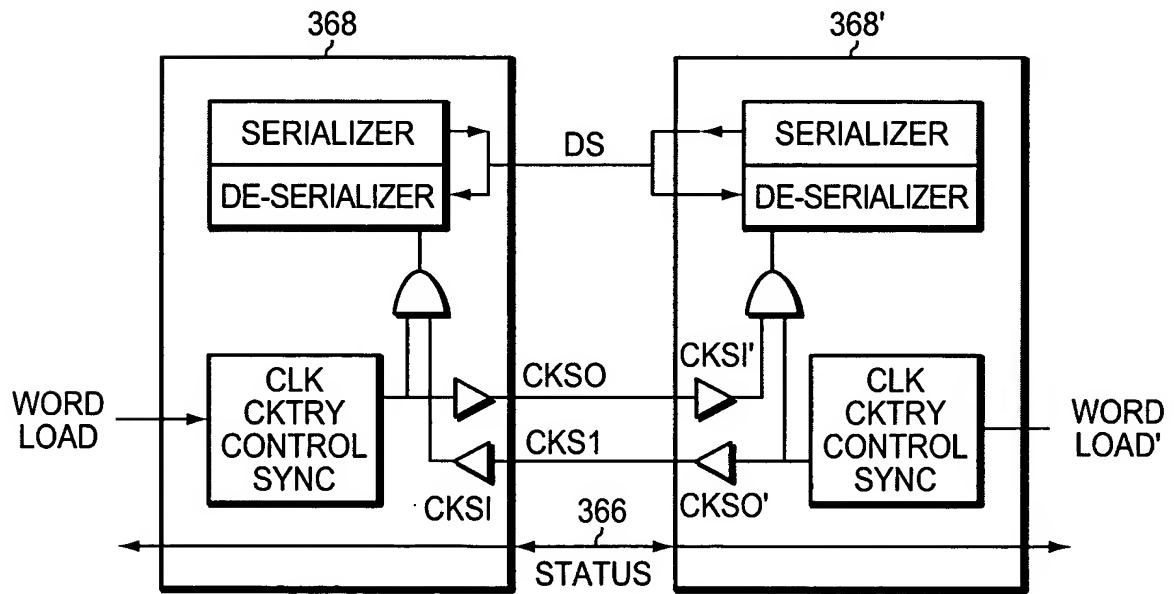 368
368'
SERIALIZER
DE-SERIALIZER
DS
SERIALIZER
DE-SERIALIZER
WORD
LOAD
CLK
CKTRY
CONTROL
SYNC
CKSO
CKS1
CKSI
CKSI'
CKSO'
CLK
CKTRY
CONTROL
SYNC
WORD
LOAD'
366
STATUS